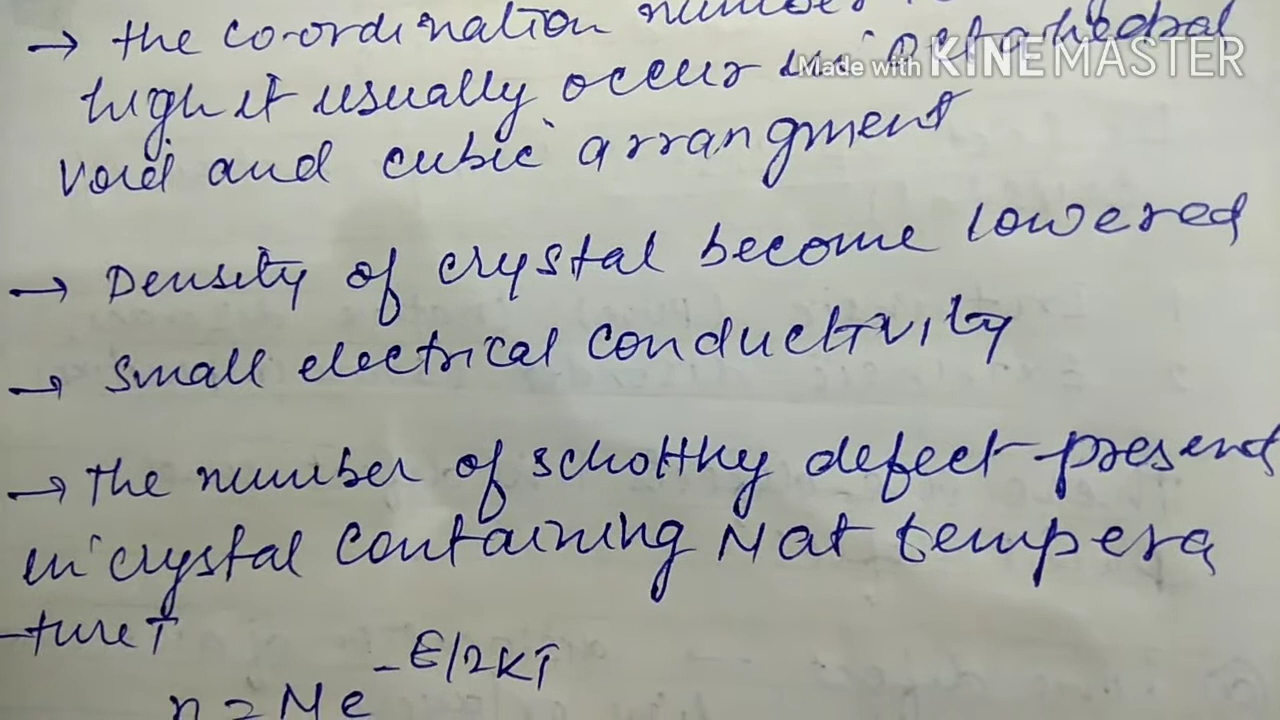 → the co-ordination number
Made with KINEMASTER
high it usually occur in octahedral
void and cubic arrangment
→ Density of crystal become lowered
→ small electrical conductivity
→ the number of schottky defect present
in crystal containing N at tempera
-ture T
n = Ne^-E/2KT